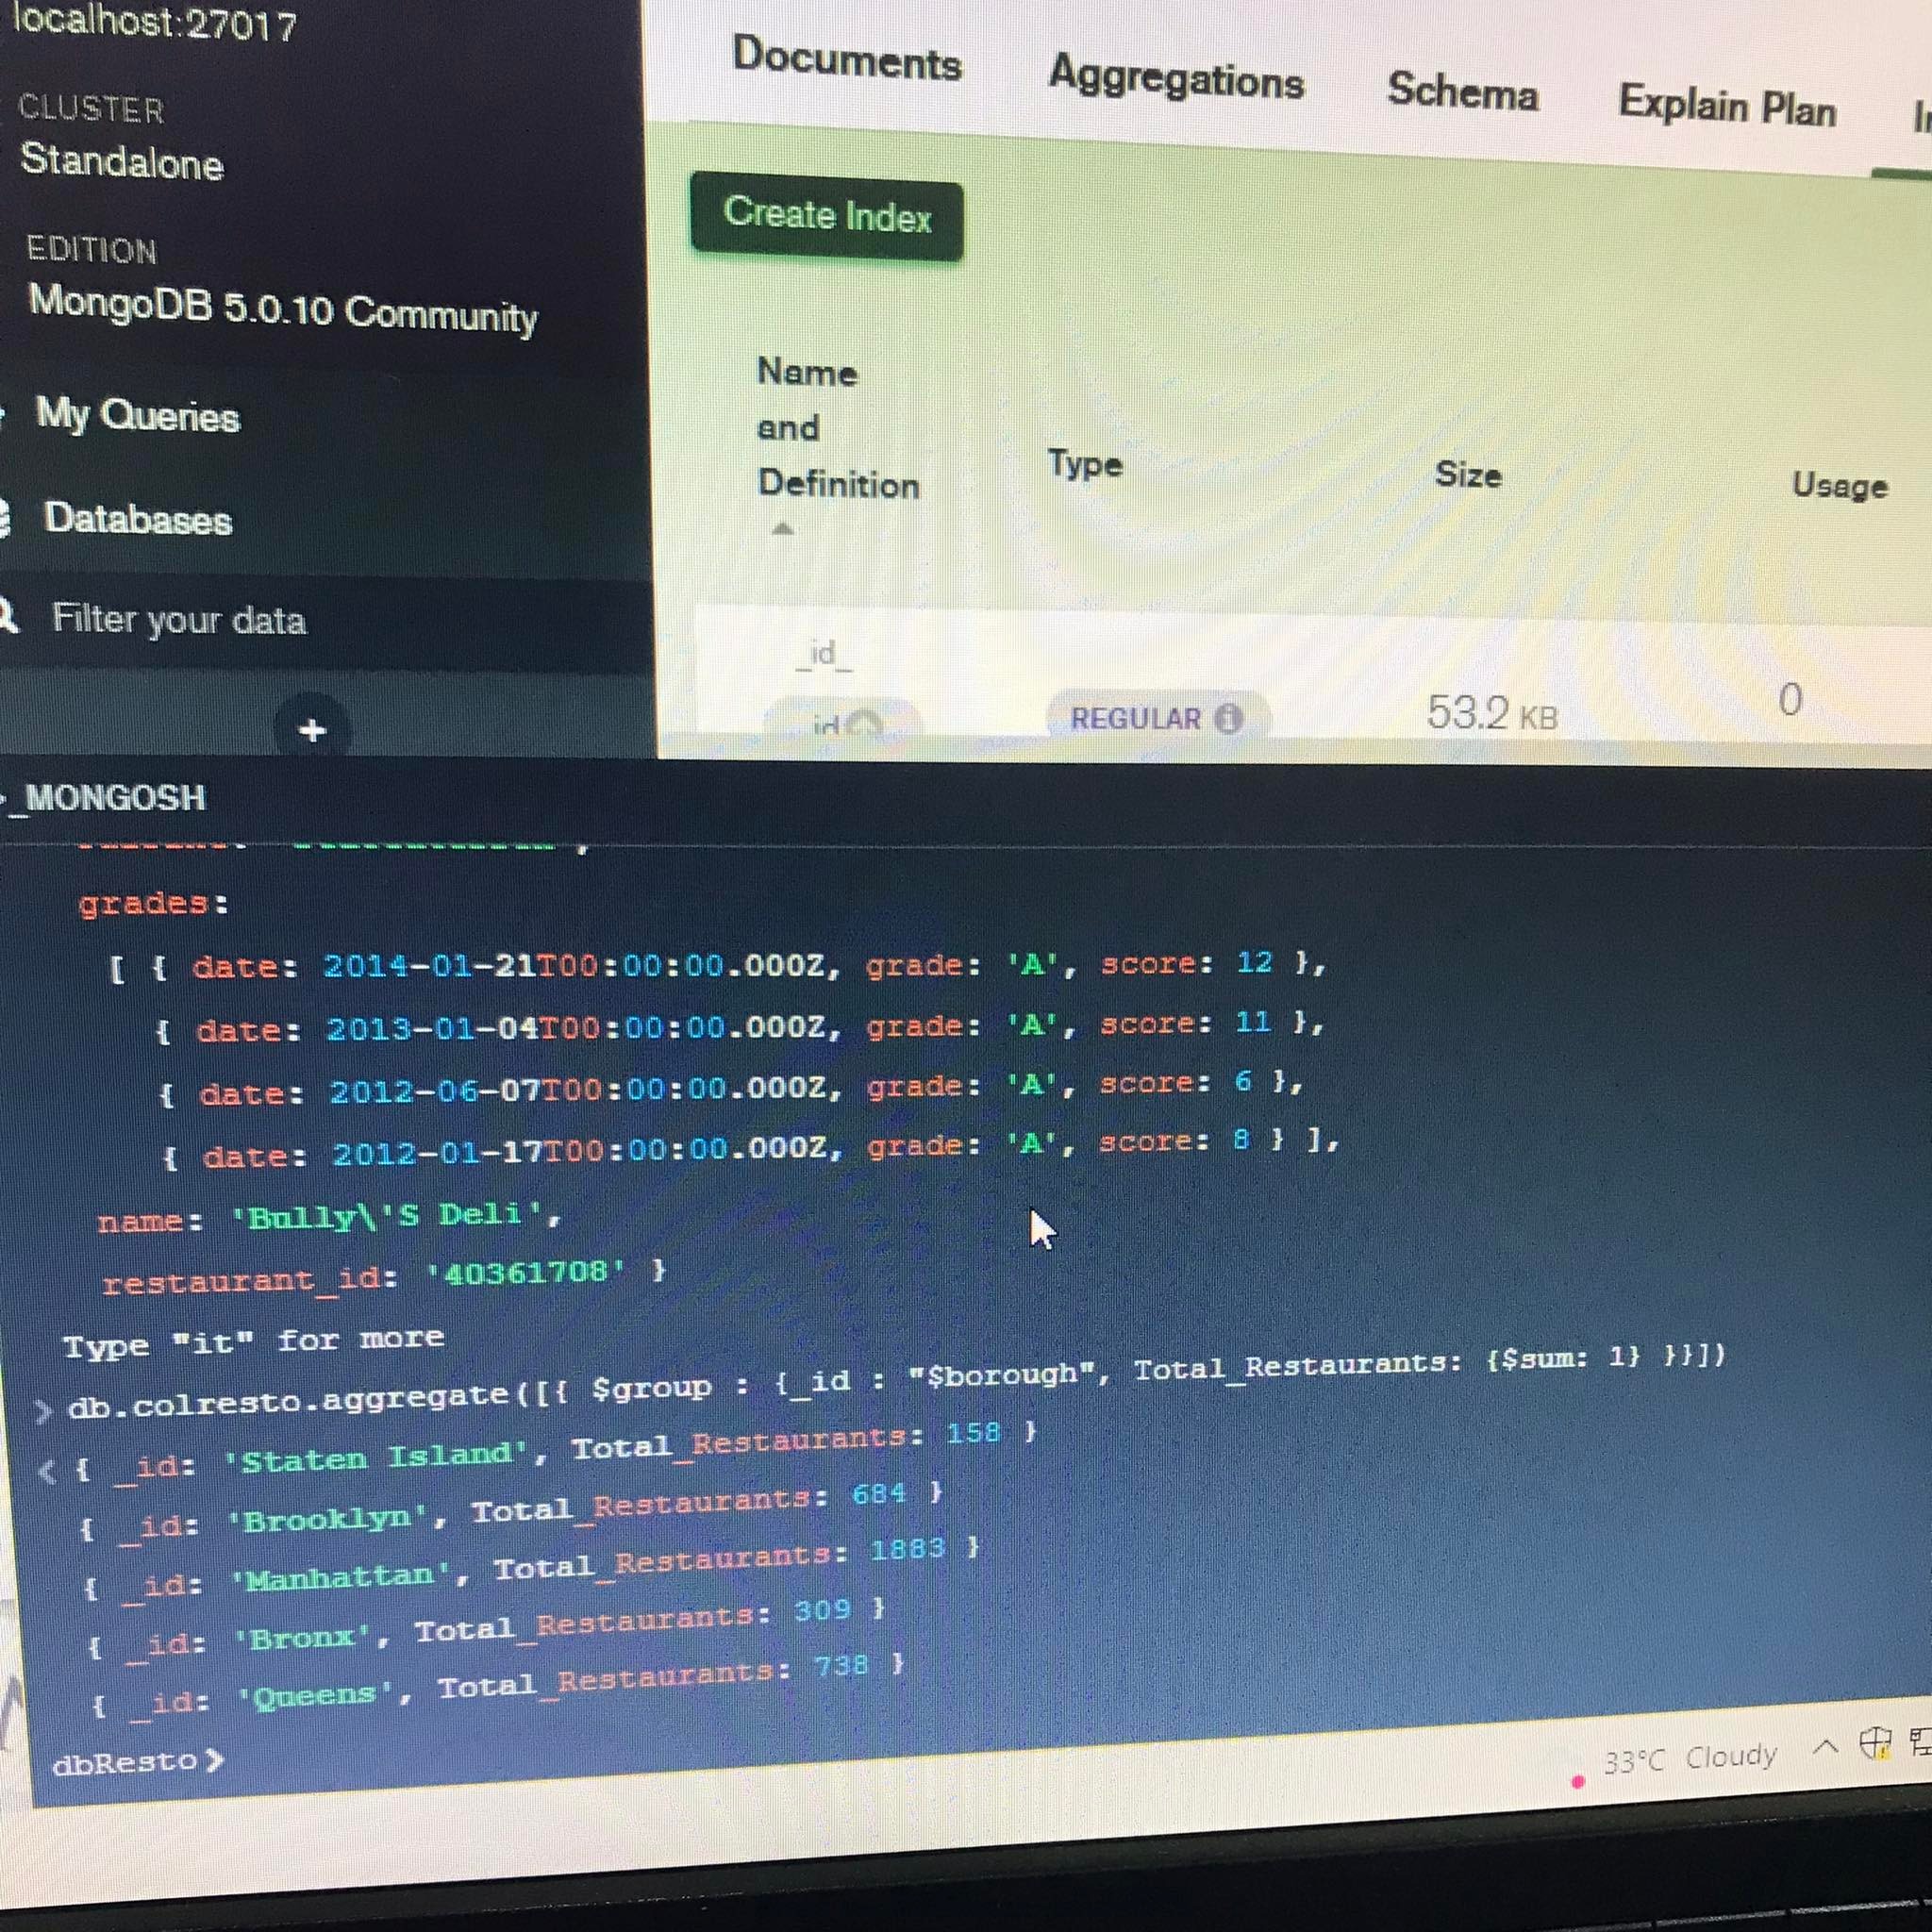 localhost:27017
CLUSTER
Standalone
EDITION
MongoDB 5.0.10 Community
My Queries
Databases
Filter your data
+
Documents Aggregations Schema Explain Plan
Create Index
Name
and
Definition
Type Size Usage
_id_
REGULAR 53.2 KB 0
_MONGOSH
grades:
[ { date: 2014-01-21T00:00:00.000Z, grade: 'A', score: 12 },
{ date: 2013-01-04T00:00:00.000Z, grade: 'A', score: 11 },
{ date: 2012-06-07T00:00:00.000Z, grade: 'A', score: 6 },
{ date: 2012-01-17T00:00:00.000Z, grade: 'A', score: 8 } ],
name: 'Bully\'S Deli',
restaurant_id: '40361708' }
Type "it" for more
> db.colresto.aggregate([{ $group : {_id : "$borough", Total_Restaurants: {$sum: 1} }}])
< { _id: 'Staten Island', Total_Restaurants: 158 }
{ _id: 'Brooklyn', Total_Restaurants: 684 }
{ _id: 'Manhattan', Total_Restaurants: 1883 }
{ _id: 'Bronx', Total_Restaurants: 309 }
{ _id: 'Queens', Total_Restaurants: 738 }
dbResto>
33°C Cloudy